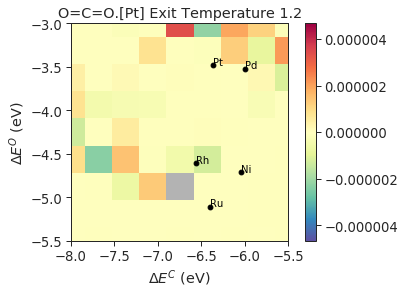 O=C=O.[Pt] Exit Temperature 1.2
−3.0
−3.5
−4.0
−4.5
−5.0
−5.5
ΔE^O (eV)
−8.0 −7.5 −7.0 −6.5 −6.0 −5.5
ΔE^C (eV)
Pt
Pd
Rh
Ni
Ru
0.000004
0.000002
0.000000
−0.000002
−0.000004